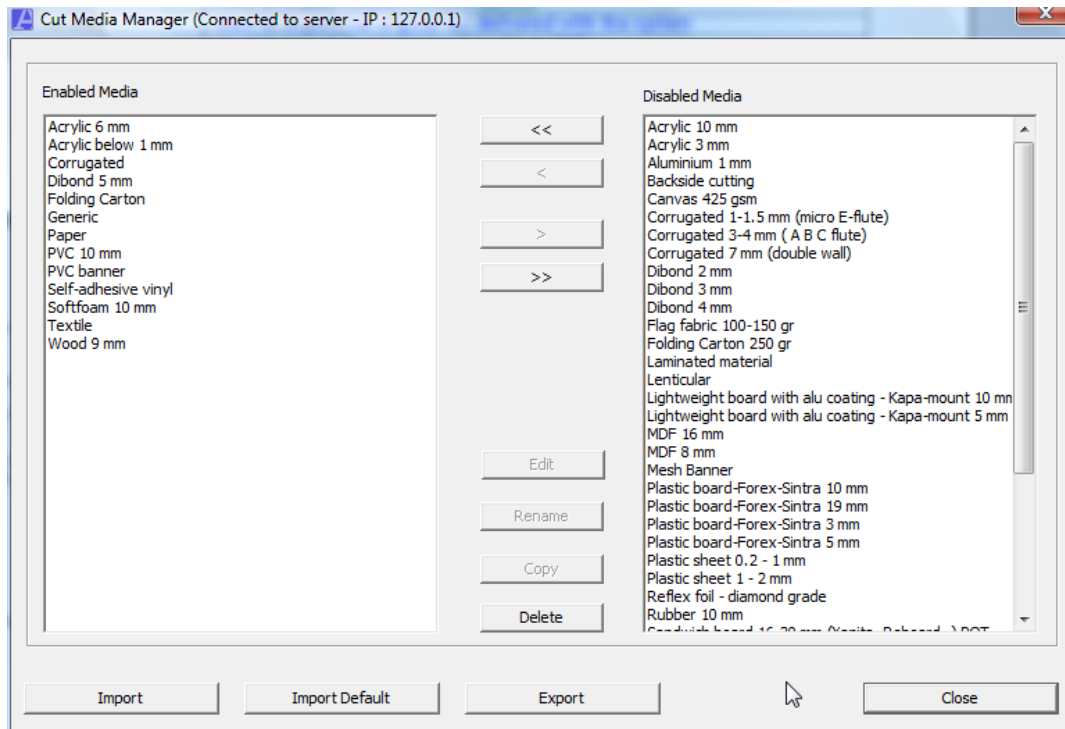 Cut Media Manager (Connected to server - IP : 127.0.0.1)
Enabled Media
Acrylic 6 mm
Acrylic below 1 mm
Corrugated
Dibond 5 mm
Folding Carton
Generic
Paper
PVC 10 mm
PVC banner
Self-adhesive vinyl
Softfoam 10 mm
Textile
Wood 9 mm
<<
<
>
>>
Edit
Rename
Copy
Delete
Disabled Media
Acrylic 10 mm
Acrylic 3 mm
Aluminium 1 mm
Backside cutting
Canvas 425 gsm
Corrugated 1-1.5 mm (micro E-flute)
Corrugated 3-4 mm ( A B C flute)
Corrugated 7 mm (double wall)
Dibond 2 mm
Dibond 3 mm
Dibond 4 mm
Flag fabric 100-150 gr
Folding Carton 250 gr
Laminated material
Lenticular
Lightweight board with alu coating - Kapa-mount 10 mm
Lightweight board with alu coating - Kapa-mount 5 mm
MDF 16 mm
MDF 8 mm
Mesh Banner
Plastic board-Forex-Sintra 10 mm
Plastic board-Forex-Sintra 19 mm
Plastic board-Forex-Sintra 3 mm
Plastic board-Forex-Sintra 5 mm
Plastic sheet 0.2 - 1 mm
Plastic sheet 1 - 2 mm
Reflex foil - diamond grade
Rubber 10 mm
Import
Import Default
Export
Close